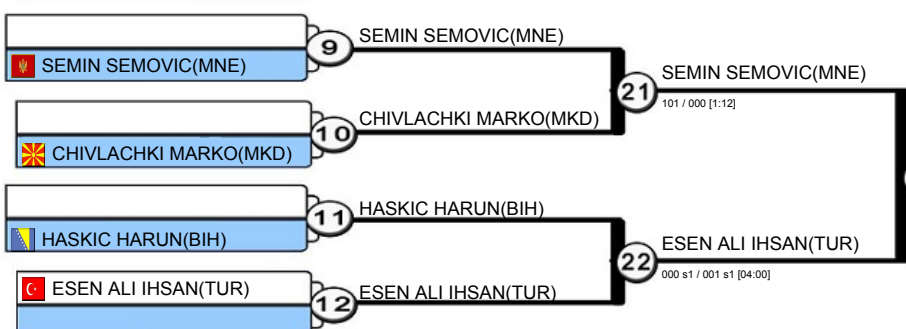 SEMIN SEMOVIC(MNE)
9
SEMIN SEMOVIC(MNE)
21
SEMIN SEMOVIC(MNE)
101 / 000 [1:12]
CHIVLACHKI MARKO(MKD)
10
CHIVLACHKI MARKO(MKD)
HASKIC HARUN(BIH)
11
HASKIC HARUN(BIH)
22
ESEN ALI IHSAN(TUR)
000 s1 / 001 s1 [04:00]
ESEN ALI IHSAN(TUR)
12
ESEN ALI IHSAN(TUR)